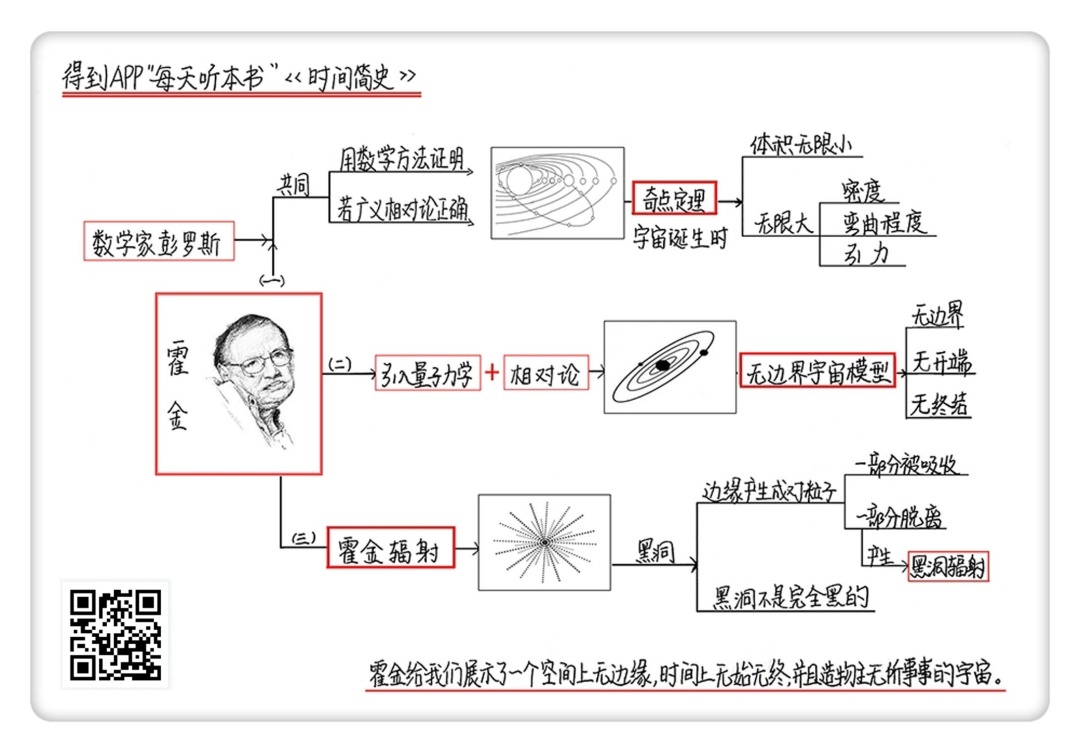 得到APP“每天听本书”<<时间简史>>
体积无限小
用数学方法证明
共同
若广义相对论正确
奇点定理
宇宙诞生时
无限大
密度
弯曲程度
引力
数学家彭罗斯
(一)
霍金
(二)
引入量子力学
+
相对论
无边界宇宙模型
无边界
无开端
无终结
(三)
霍金辐射
黑洞
边缘产生成对粒子
一部分被吸收
一部分脱离
产生
黑洞辐射
黑洞不是完全黑的
霍金给我们展示了一个空间上无边缘,时间上无始无终,并且造物主无所事事的宇宙。